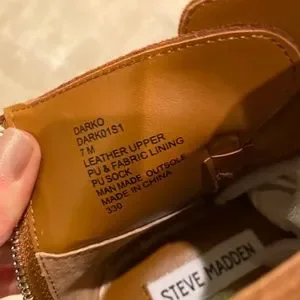 DARKO
DARK01S1
7 M
LEATHER UPPER
PU & FABRIC LINING
PU SOCK
MAN MADE OUTSOLE
MADE IN CHINA
330
STEVE MADDEN